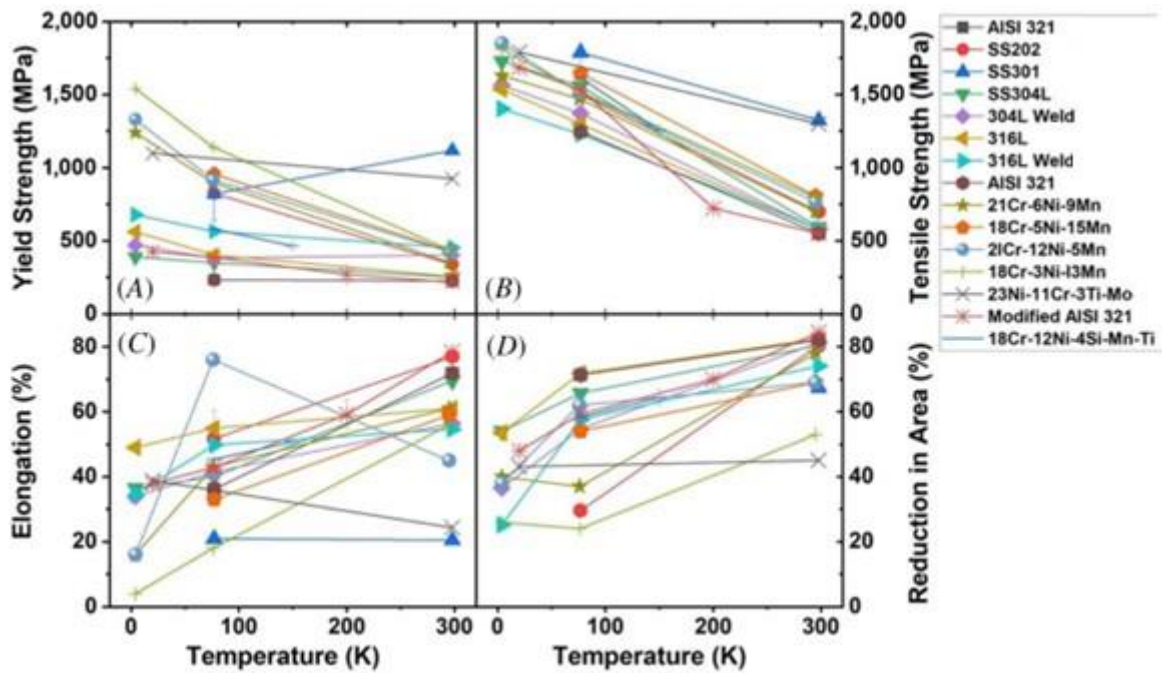 2,000
1,500
1,000
500
0
Yield Strength (MPa)
(A)
2,000
1,500
1,000
500
0
Tensile Strength (MPa)
(B)
80
60
40
20
0
Elongation (%)
(C)
80
60
40
20
0
Reduction in Area (%)
(D)
0 100 200 300
Temperature (K)
0 100 200 300
Temperature (K)
AISI 321
SS202
SS301
SS304L
304L Weld
316L
316L Weld
AISI 321
21Cr-6Ni-9Mn
18Cr-5Ni-15Mn
2lCr-12Ni-5Mn
18Cr-3Ni-I3Mn
23Ni-11Cr-3Ti-Mo
Modified AISI 321
18Cr-12Ni-4Si-Mn-Ti